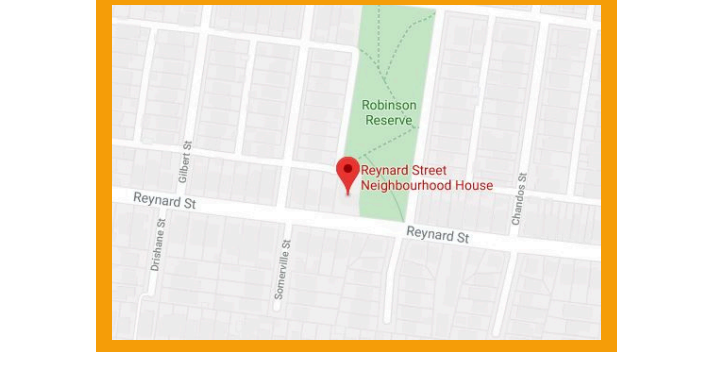 Robinson
Reserve
Gilbert St
Reynard Street
Neighbourhood House
Reynard St
Chandos St
Drishane St
Reynard St
Somerville St